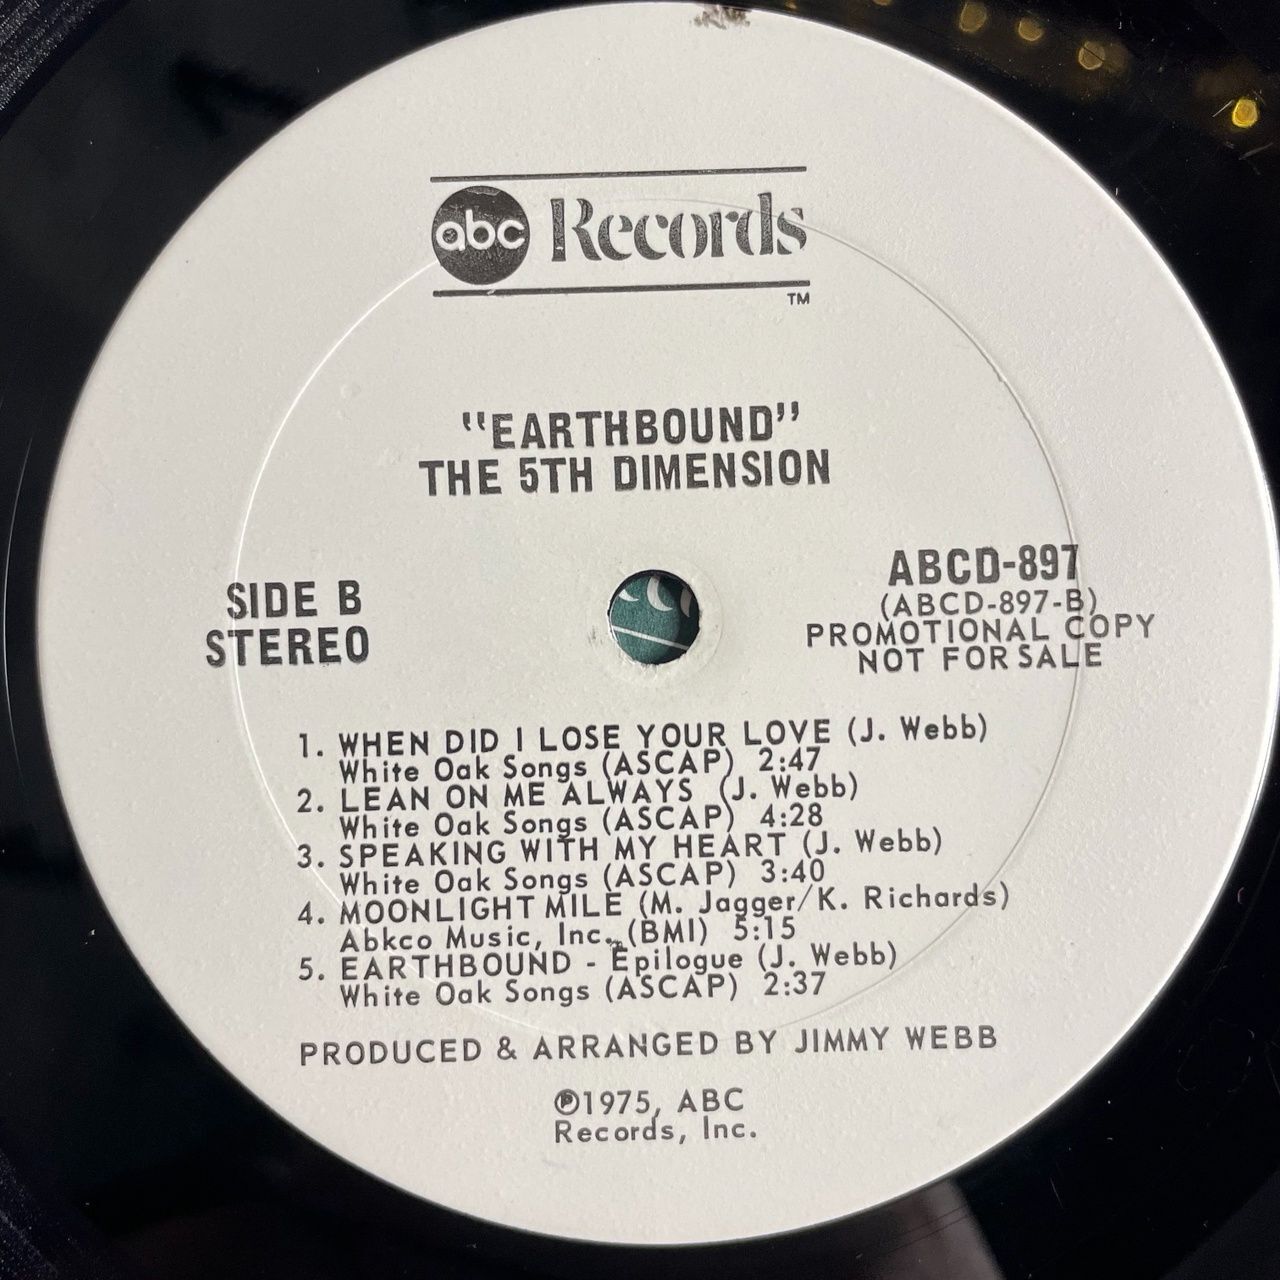 abc Records
TM
"EARTHBOUND"
THE 5TH DIMENSION
SIDE B
STEREO
ABCD-897
(ABCD-897-B)
PROMOTIONAL COPY
NOT FOR SALE
1. WHEN DID I LOSE YOUR LOVE (J. Webb)
White Oak Songs (ASCAP) 2:47
2. LEAN ON ME ALWAYS (J. Webb)
White Oak Songs (ASCAP) 4:28
3. SPEAKING WITH MY HEART (J. Webb)
White Oak Songs (ASCAP) 3:40
4. MOONLIGHT MILE (M. Jagger/K. Richards)
Abkco Music, Inc. (BMI) 5:15
5. EARTHBOUND - Epilogue (J. Webb)
White Oak Songs (ASCAP) 2:37
PRODUCED & ARRANGED BY JIMMY WEBB
℗1975, ABC
Records, Inc.